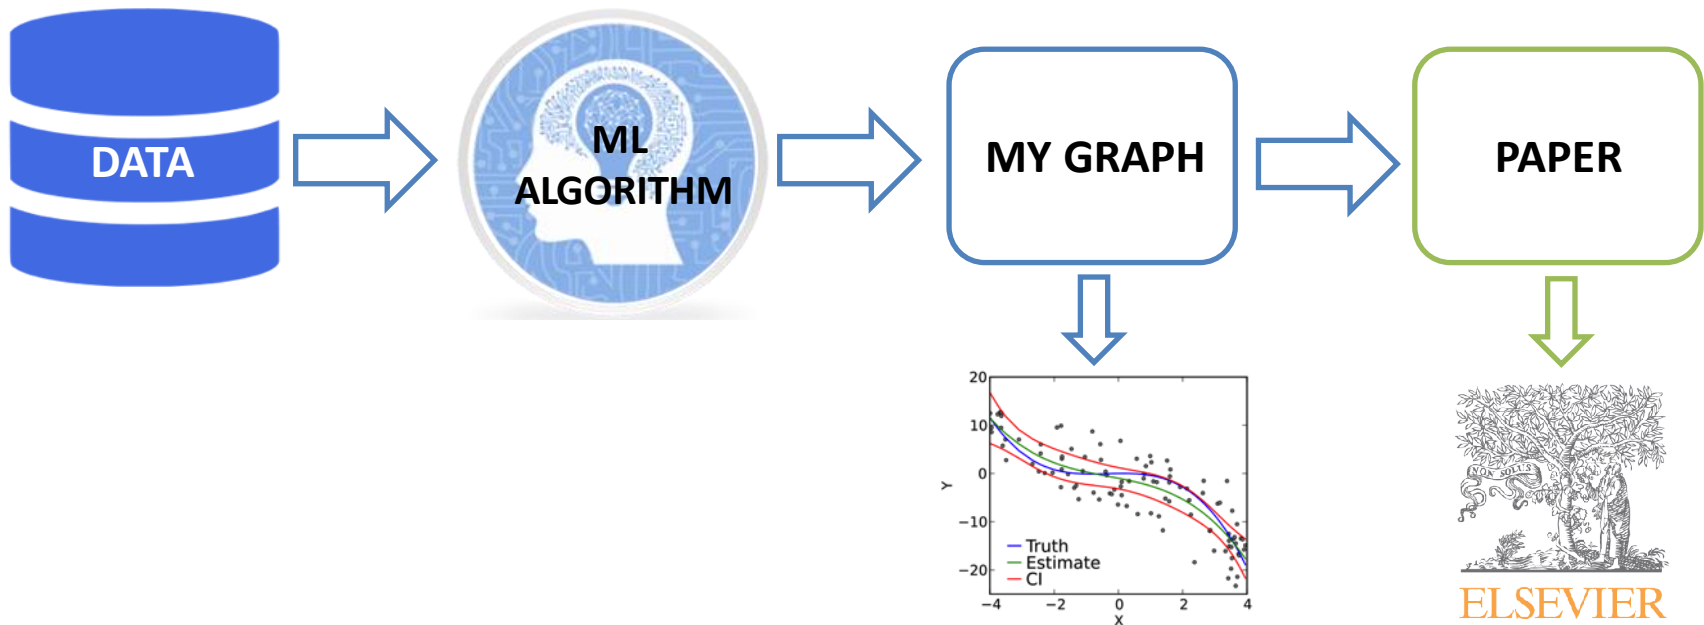 DATA
ML
ALGORITHM
MY GRAPH
PAPER
20
10
0
−10
−20
Y
Truth
Estimate
CI
−4
−2
0
2
4
X
NON SOLUS
ELSEVIER